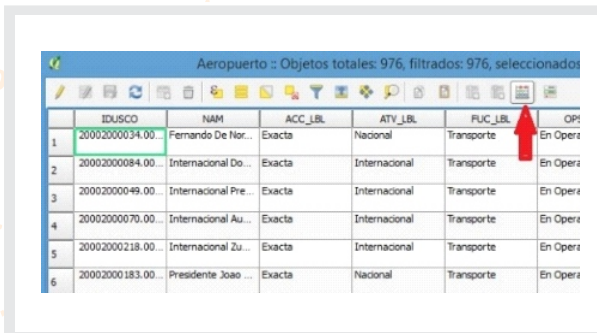 Aeropuerto :: Objetos totales: 976, filtrados: 976, seleccionados
IDUSCO NAM ACC_LBL ATV_LBL FUC_LBL OPS
1 20002000034.00... Fernando De Nor... Exacta Nacional Transporte En Opera
2 20002000084.00... Internacional Do... Exacta Internacional Transporte En Opera
3 20002000049.00... Internacional Pre... Exacta Internacional Transporte En Opera
4 20002000070.00... Internacional Au... Exacta Internacional Transporte En Opera
5 20002000218.00... Internacional Zu... Exacta Internacional Transporte En Opera
6 20002000183.00... Presidente Joao ... Exacta Nacional Transporte En Opera